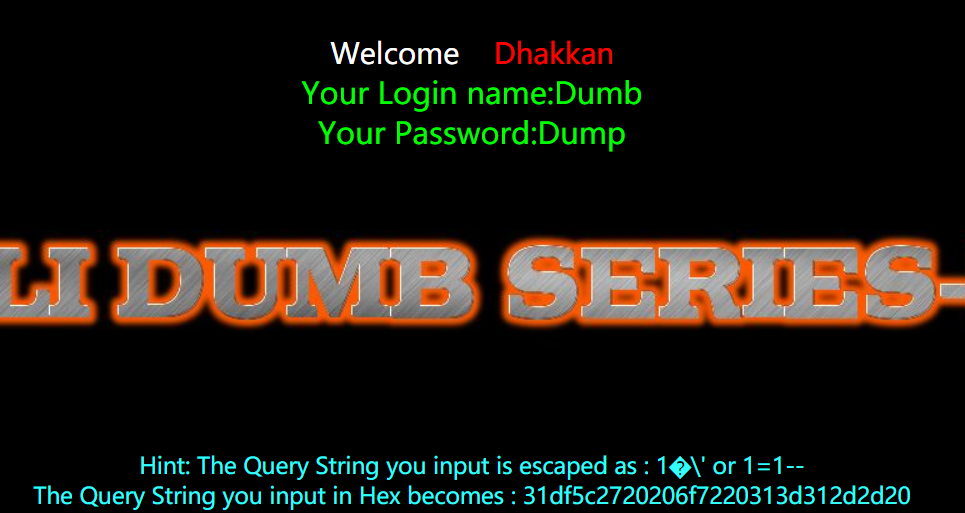 Welcome Dhakkan
Your Login name:Dumb
Your Password:Dump
LI DUMB SERIES-
Hint: The Query String you input is escaped as : 1�\' or 1=1--
The Query String you input in Hex becomes : 31df5c2720206f7220313d312d2d20